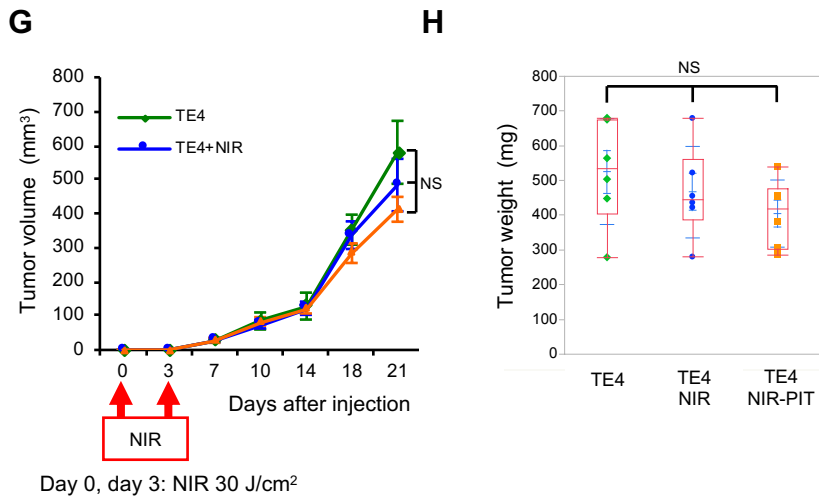 G
Tumor volume (mm³)
800
700
600
500
400
300
200
100
0
TE4
TE4+NIR
NS
0 3 7 10 14 18 21
Days after injection
NIR
Day 0, day 3: NIR 30 J/cm²
H
Tumor weight (mg)
800
700
600
500
400
300
200
100
0
NS
TE4
TE4
NIR
TE4
NIR-PIT